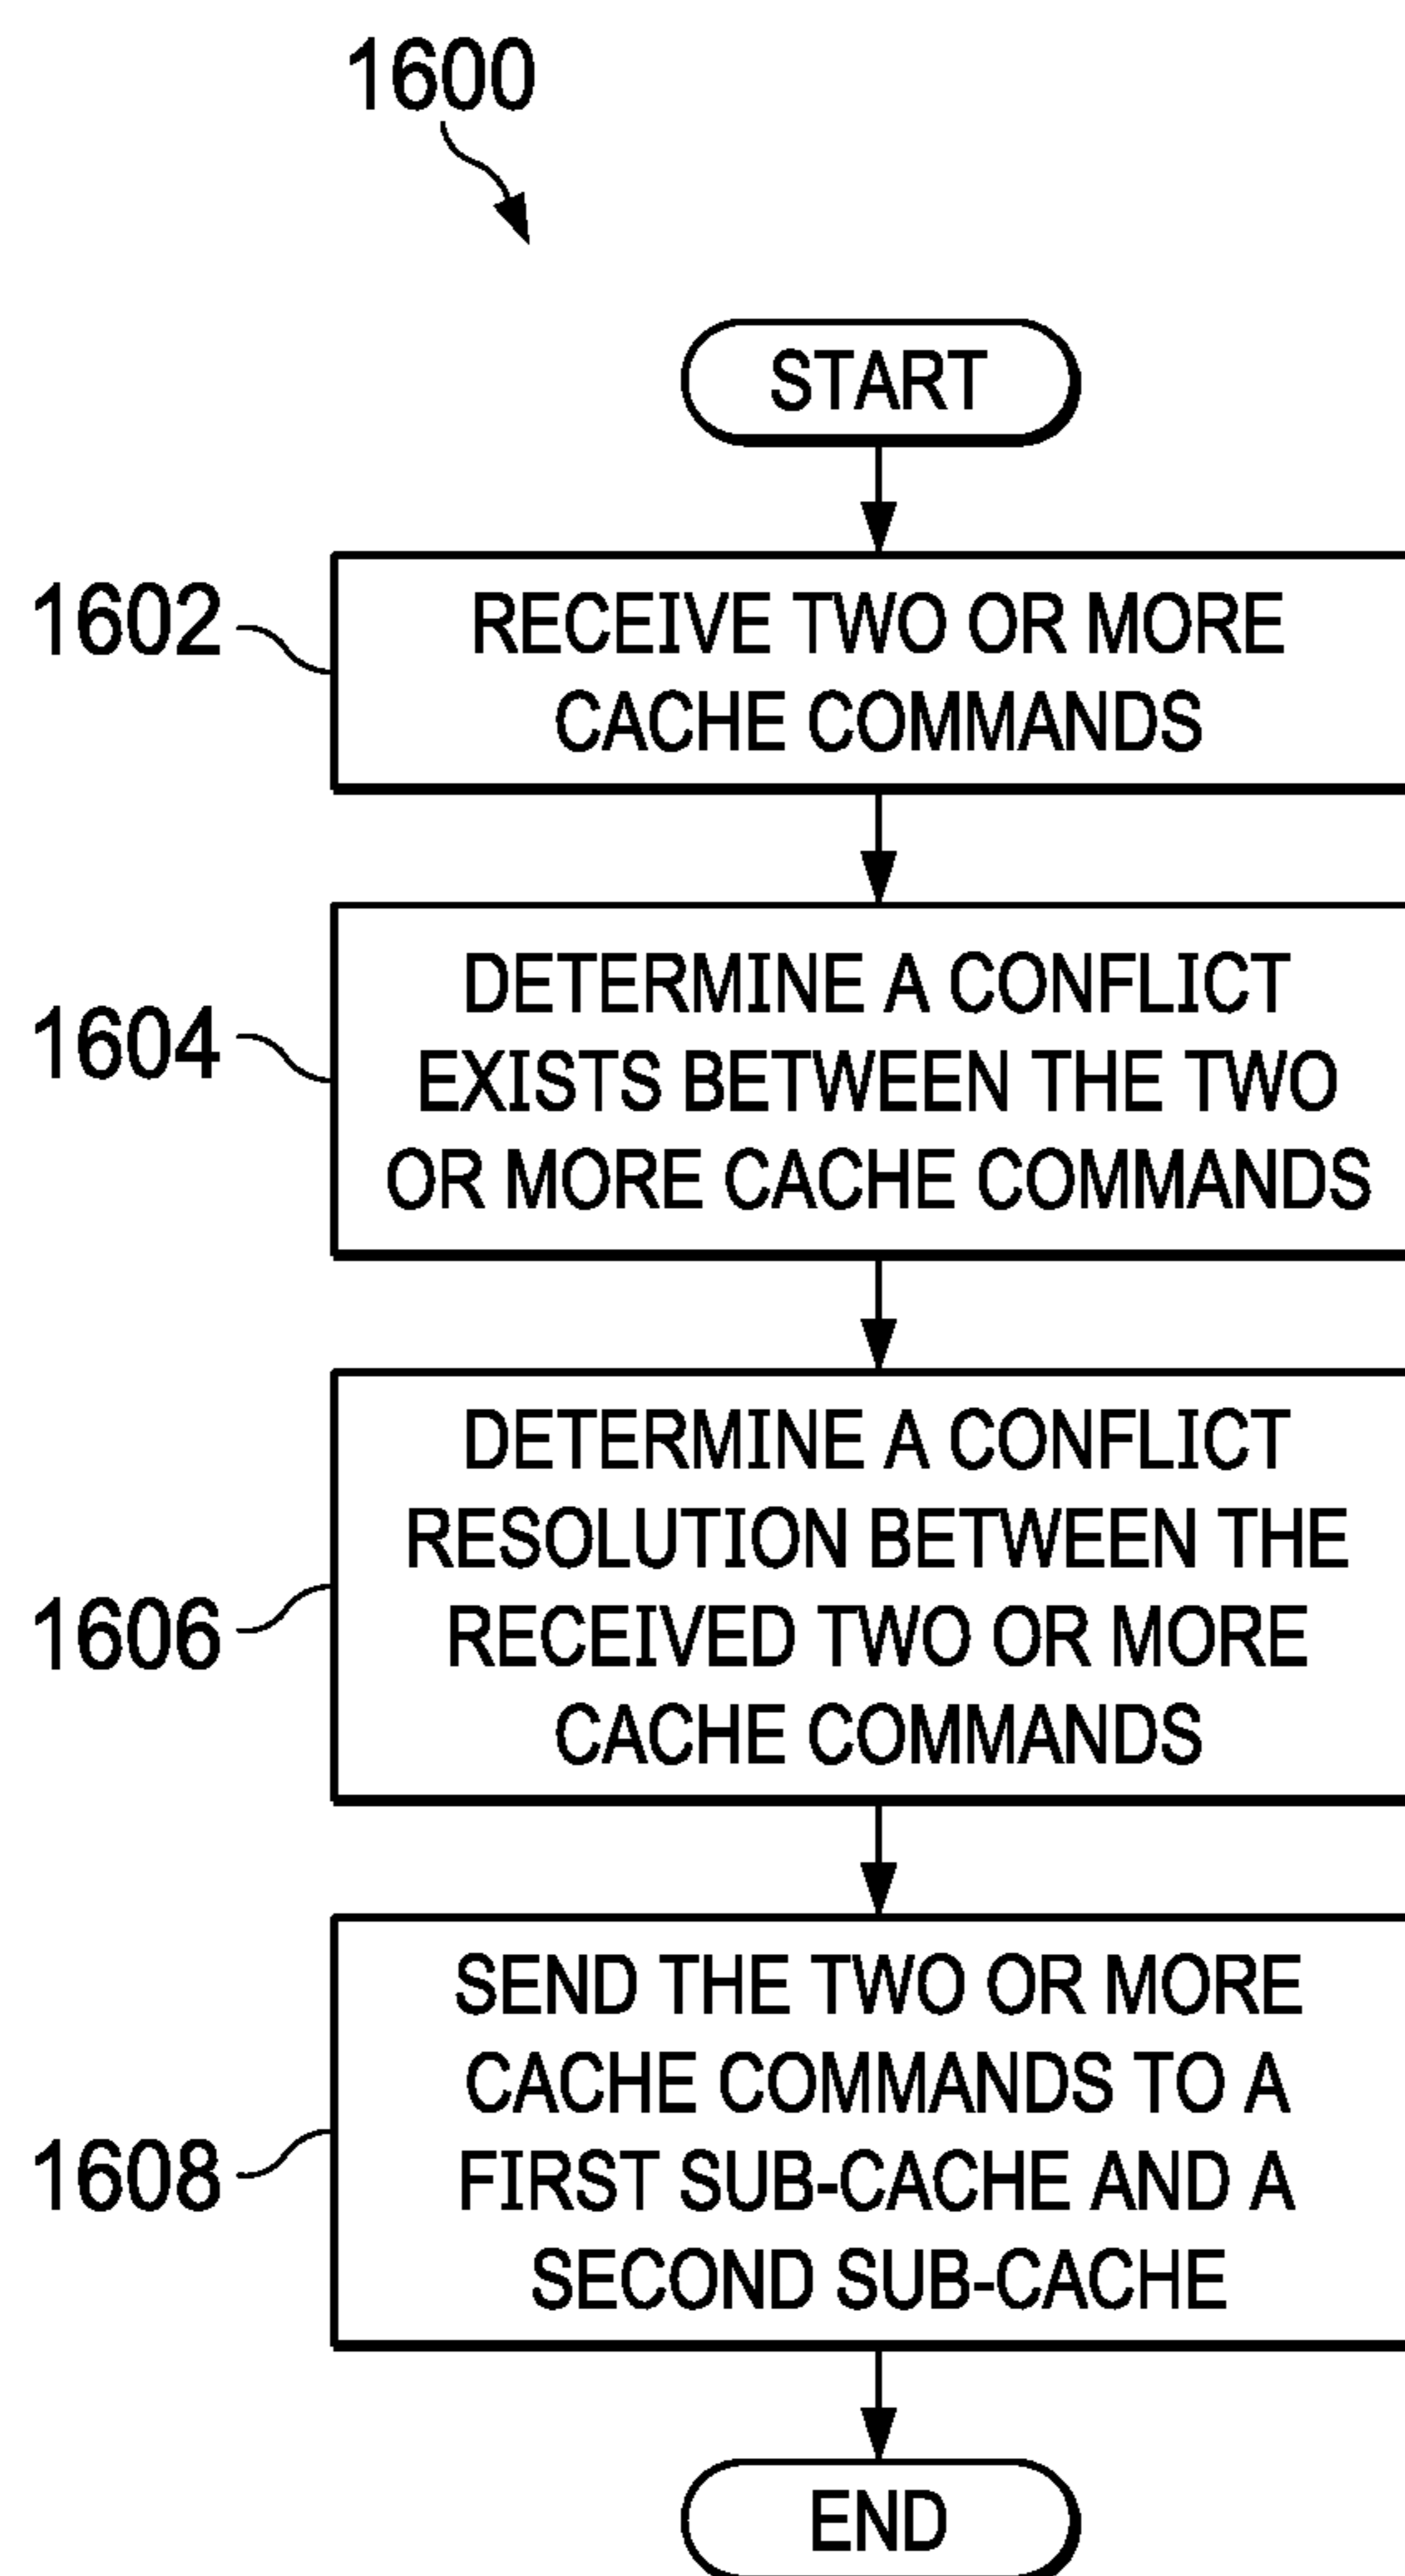 1600
START
1602
RECEIVE TWO OR MORE
CACHE COMMANDS
1604
DETERMINE A CONFLICT
EXISTS BETWEEN THE TWO
OR MORE CACHE COMMANDS
1606
DETERMINE A CONFLICT
RESOLUTION BETWEEN THE
RECEIVED TWO OR MORE
CACHE COMMANDS
1608
SEND THE TWO OR MORE
CACHE COMMANDS TO A
FIRST SUB-CACHE AND A
SECOND SUB-CACHE
END